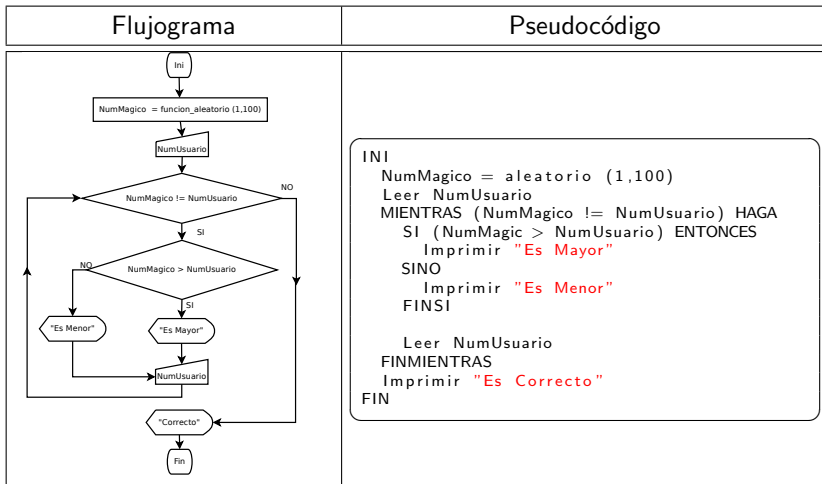 Flujograma
Pseudocódigo
Ini
NumMagico = funcion_aleatorio (1,100)
NumUsuario
NumMagico != NumUsuario
NO
SI
NumMagico > NumUsuario
NO
SI
"Es Menor"
"Es Mayor"
NumUsuario
"Correcto"
Fin
INI
NumMagico = aleatorio (1,100)
Leer NumUsuario
MIENTRAS (NumMagico != NumUsuario) HAGA
SI (NumMagic > NumUsuario) ENTONCES
Imprimir "Es Mayor"
SINO
Imprimir "Es Menor"
FINSI
Leer NumUsuario
FINMIENTRAS
Imprimir "Es Correcto"
FIN